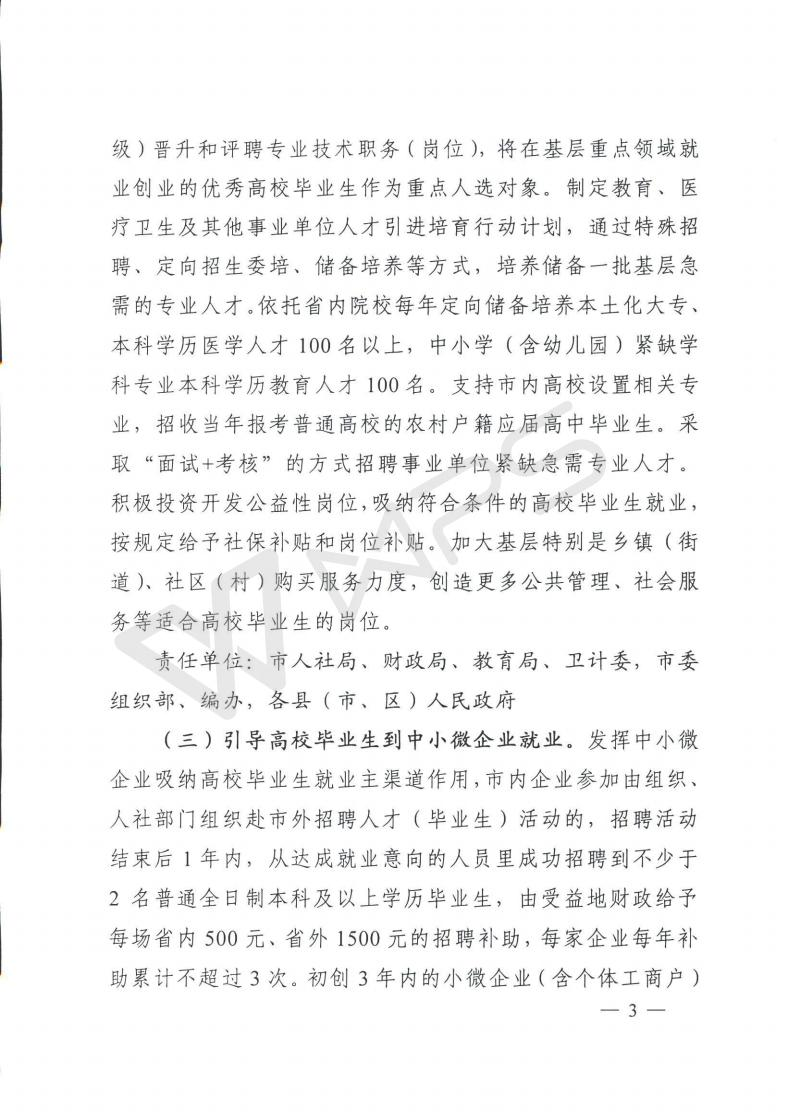 级）晋升和评聘专业技术职务（岗位），将在基层重点领域就
业创业的优秀高校毕业生作为重点人选对象。制定教育、医
疗卫生及其他事业单位人才引进培育行动计划，通过特殊招
聘、定向招生委培、储备培养等方式，培养储备一批基层急
需的专业人才。依托省内院校每年定向储备培养本土化大专、
本科学历医学人才100名以上，中小学（含幼儿园）紧缺学
科专业本科学历教育人才100名。支持市内高校设置相关专
业，招收当年报考普通高校的农村户籍应届高中毕业生。采
取“面试+考核”的方式招聘事业单位紧缺急需专业人才。
积极投资开发公益性岗位，吸纳符合条件的高校毕业生就业，
按规定给予社保补贴和岗位补贴。加大基层特别是乡镇（街
道）、社区（村）购买服务力度，创造更多公共管理、社会服
务等适合高校毕业生的岗位。
责任单位：市人社局、财政局、教育局、卫计委，市委
组织部、编办，各县（市、区）人民政府
（三）引导高校毕业生到中小微企业就业。发挥中小微
企业吸纳高校毕业生就业主渠道作用，市内企业参加由组织、
人社部门组织赴市外招聘人才（毕业生）活动的，招聘活动
结束后1年内，从达成就业意向的人员里成功招聘到不少于
2 名普通全日制本科及以上学历毕业生，由受益地财政给予
每场省内500元、省外1500元的招聘补助，每家企业每年补
助累计不超过3次。初创3年内的小微企业（含个体工商户）
— 3 —
WPS